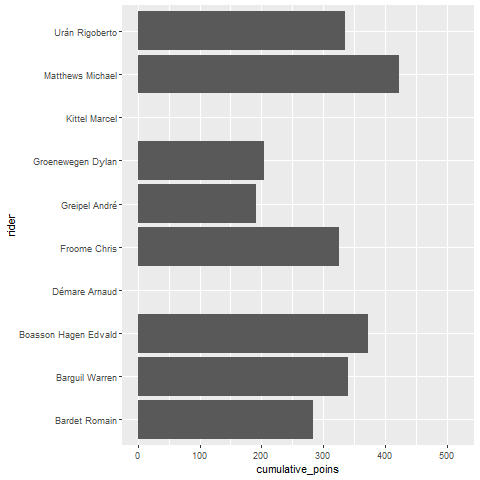 Urán Rigoberto
Matthews Michael
Kittel Marcel
Groenewegen Dylan
Greipel André
Froome Chris
Démare Arnaud
Boasson Hagen Edvald
Barguil Warren
Bardet Romain
rider
0 100 200 300 400 500
cumulative_poins